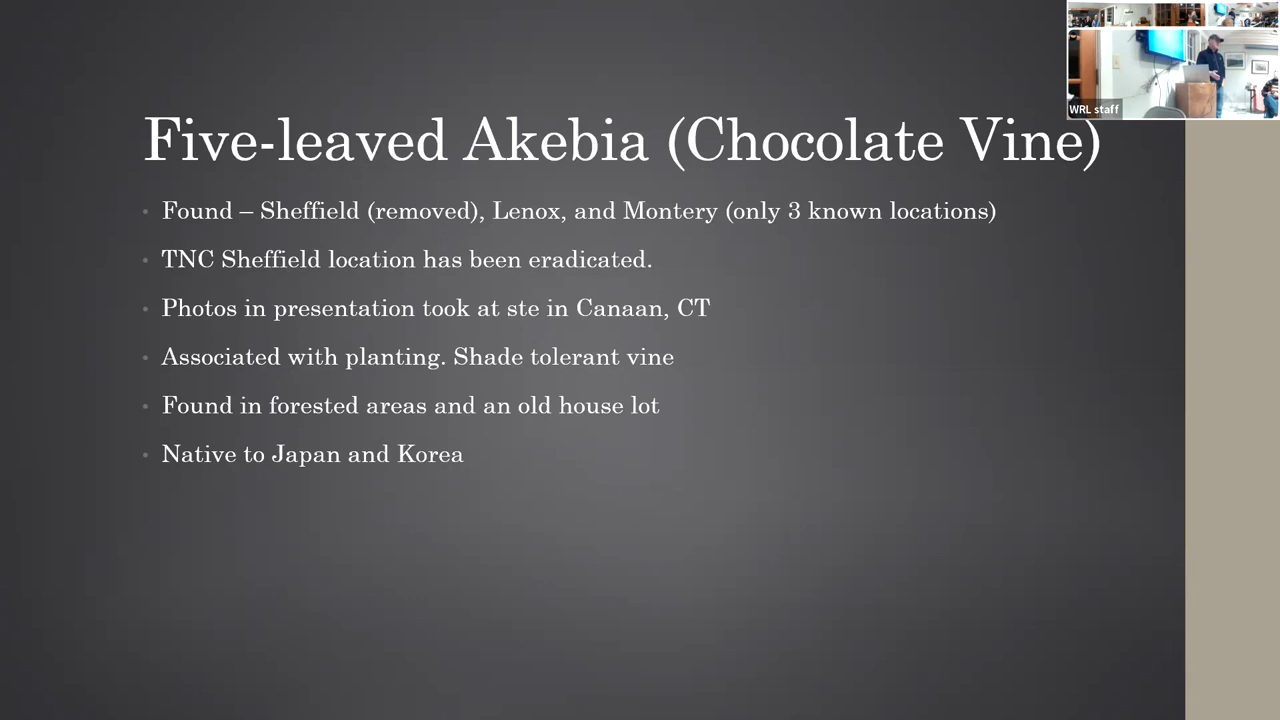 Five-leaved Akebia (Chocolate Vine)
• Found – Sheffield (removed), Lenox, and Montery (only 3 known locations)
• TNC Sheffield location has been eradicated.
• Photos in presentation took at ste in Canaan, CT
• Associated with planting. Shade tolerant vine
• Found in forested areas and an old house lot
• Native to Japan and Korea
WRL staff